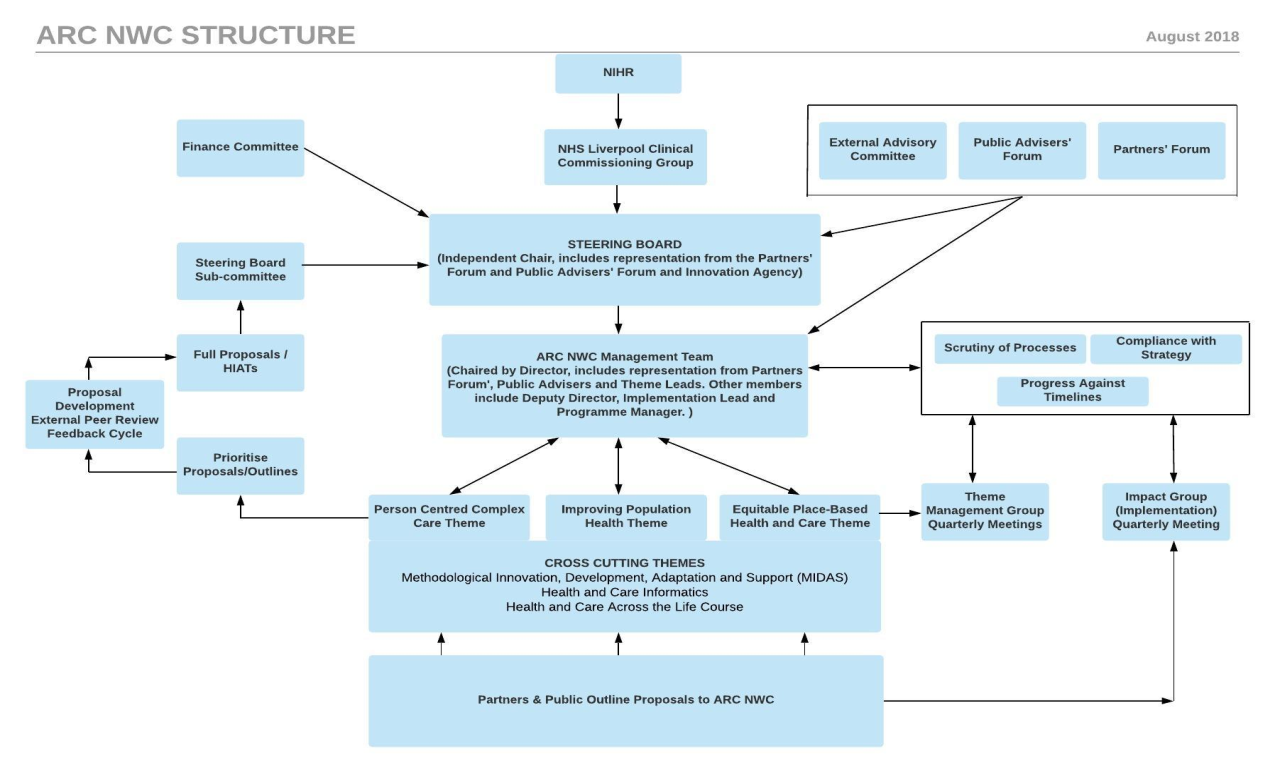 ARC NWC STRUCTURE
August 2018
NIHR
NHS Liverpool Clinical
Commissioning Group
Finance Committee
External Advisory
Committee
Public Advisers'
Forum
Partners' Forum
STEERING BOARD
(Independent Chair, includes representation from the Partners'
Forum and Public Advisers' Forum and Innovation Agency)
Steering Board
Sub-committee
Full Proposals /
HIATs
Proposal
Development
External Peer Review
Feedback Cycle
Prioritise
Proposals/Outlines
ARC NWC Management Team
(Chaired by Director, includes representation from Partners
Forum', Public Advisers and Theme Leads. Other members
include Deputy Director, Implementation Lead and
Programme Manager. )
Scrutiny of Processes
Compliance with
Strategy
Progress Against
Timelines
Person Centred Complex
Care Theme
Improving Population
Health Theme
Equitable Place-Based
Health and Care Theme
Theme
Management Group
Quarterly Meetings
Impact Group
(Implementation)
Quarterly Meeting
CROSS CUTTING THEMES
Methodological Innovation, Development, Adaptation and Support (MIDAS)
Health and Care Informatics
Health and Care Across the Life Course
Partners & Public Outline Proposals to ARC NWC